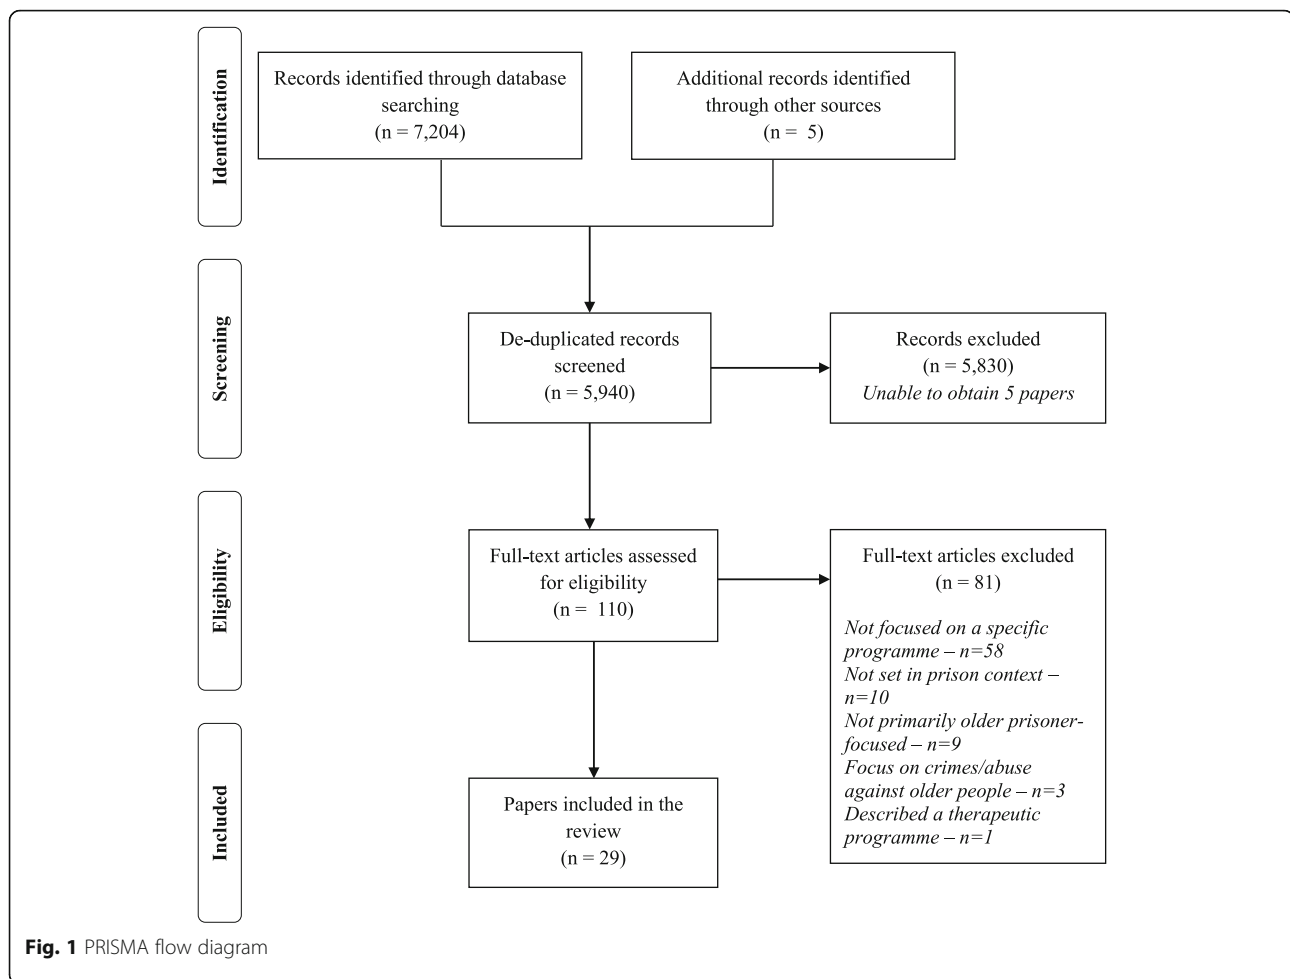 Identification
Records identified through database
searching
(n = 7,204)
Additional records identified
through other sources
(n = 5)
Screening
De-duplicated records
screened
(n = 5,940)
Records excluded
(n = 5,830)
Unable to obtain 5 papers
Eligibility
Full-text articles assessed
for eligibility
(n = 110)
Full-text articles excluded
(n = 81)
Not focused on a specific
programme – n=58
Not set in prison context –
n=10
Not primarily older prisoner-
focused – n=9
Focus on crimes/abuse
against older people – n=3
Described a therapeutic
programme – n=1
Included
Papers included in the
review
(n = 29)
Fig. 1 PRISMA flow diagram